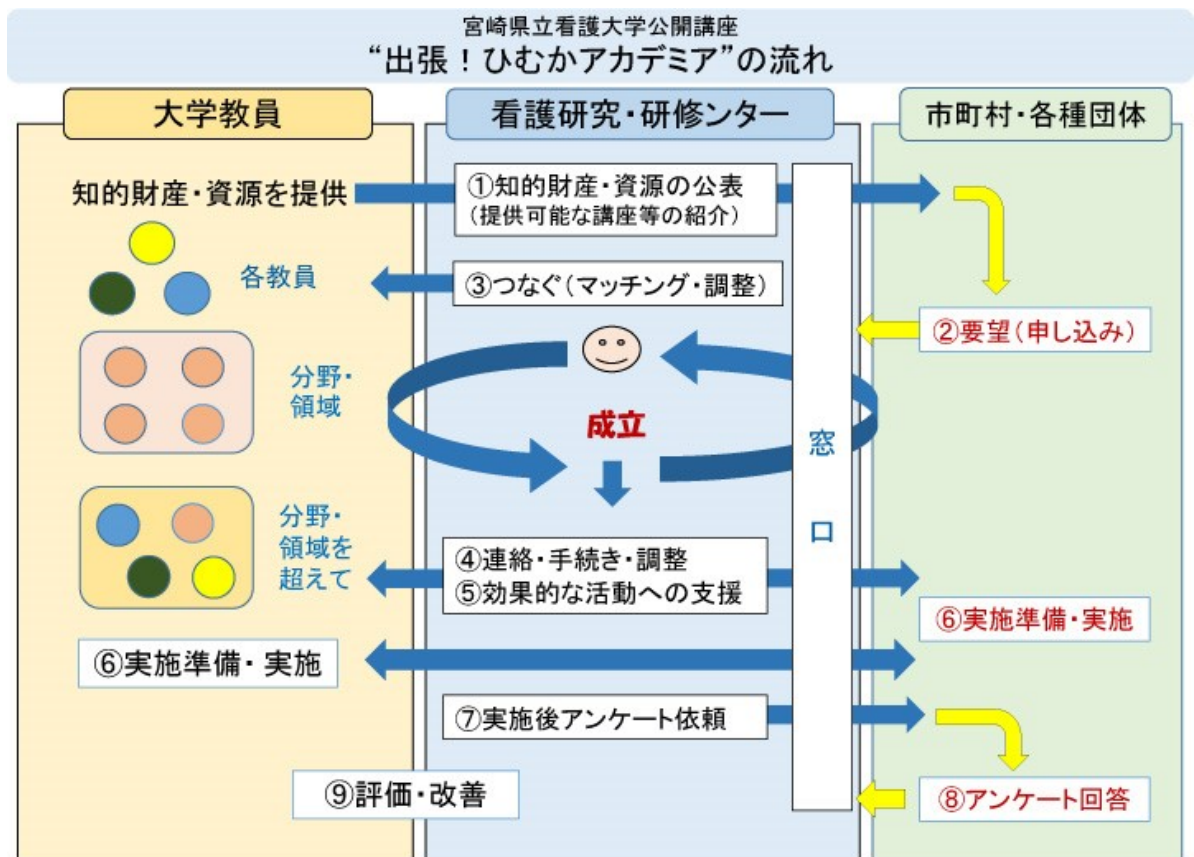 宮崎県立看護大学公開講座
“出張！ひむかアカデミア”の流れ
大学教員
看護研究・研修ンター
市町村・各種団体
知的財産・資源を提供
①知的財産・資源の公表
（提供可能な講座等の紹介）
各教員
③つなぐ（マッチング・調整）
②要望（申し込み）
分野・
領域
成立
窓
口
分野・
領域を
超えて
④連絡・手続き・調整
⑤効果的な活動への支援
⑥実施準備・実施
⑥実施準備・実施
⑦実施後アンケート依頼
⑨評価・改善
⑧アンケート回答